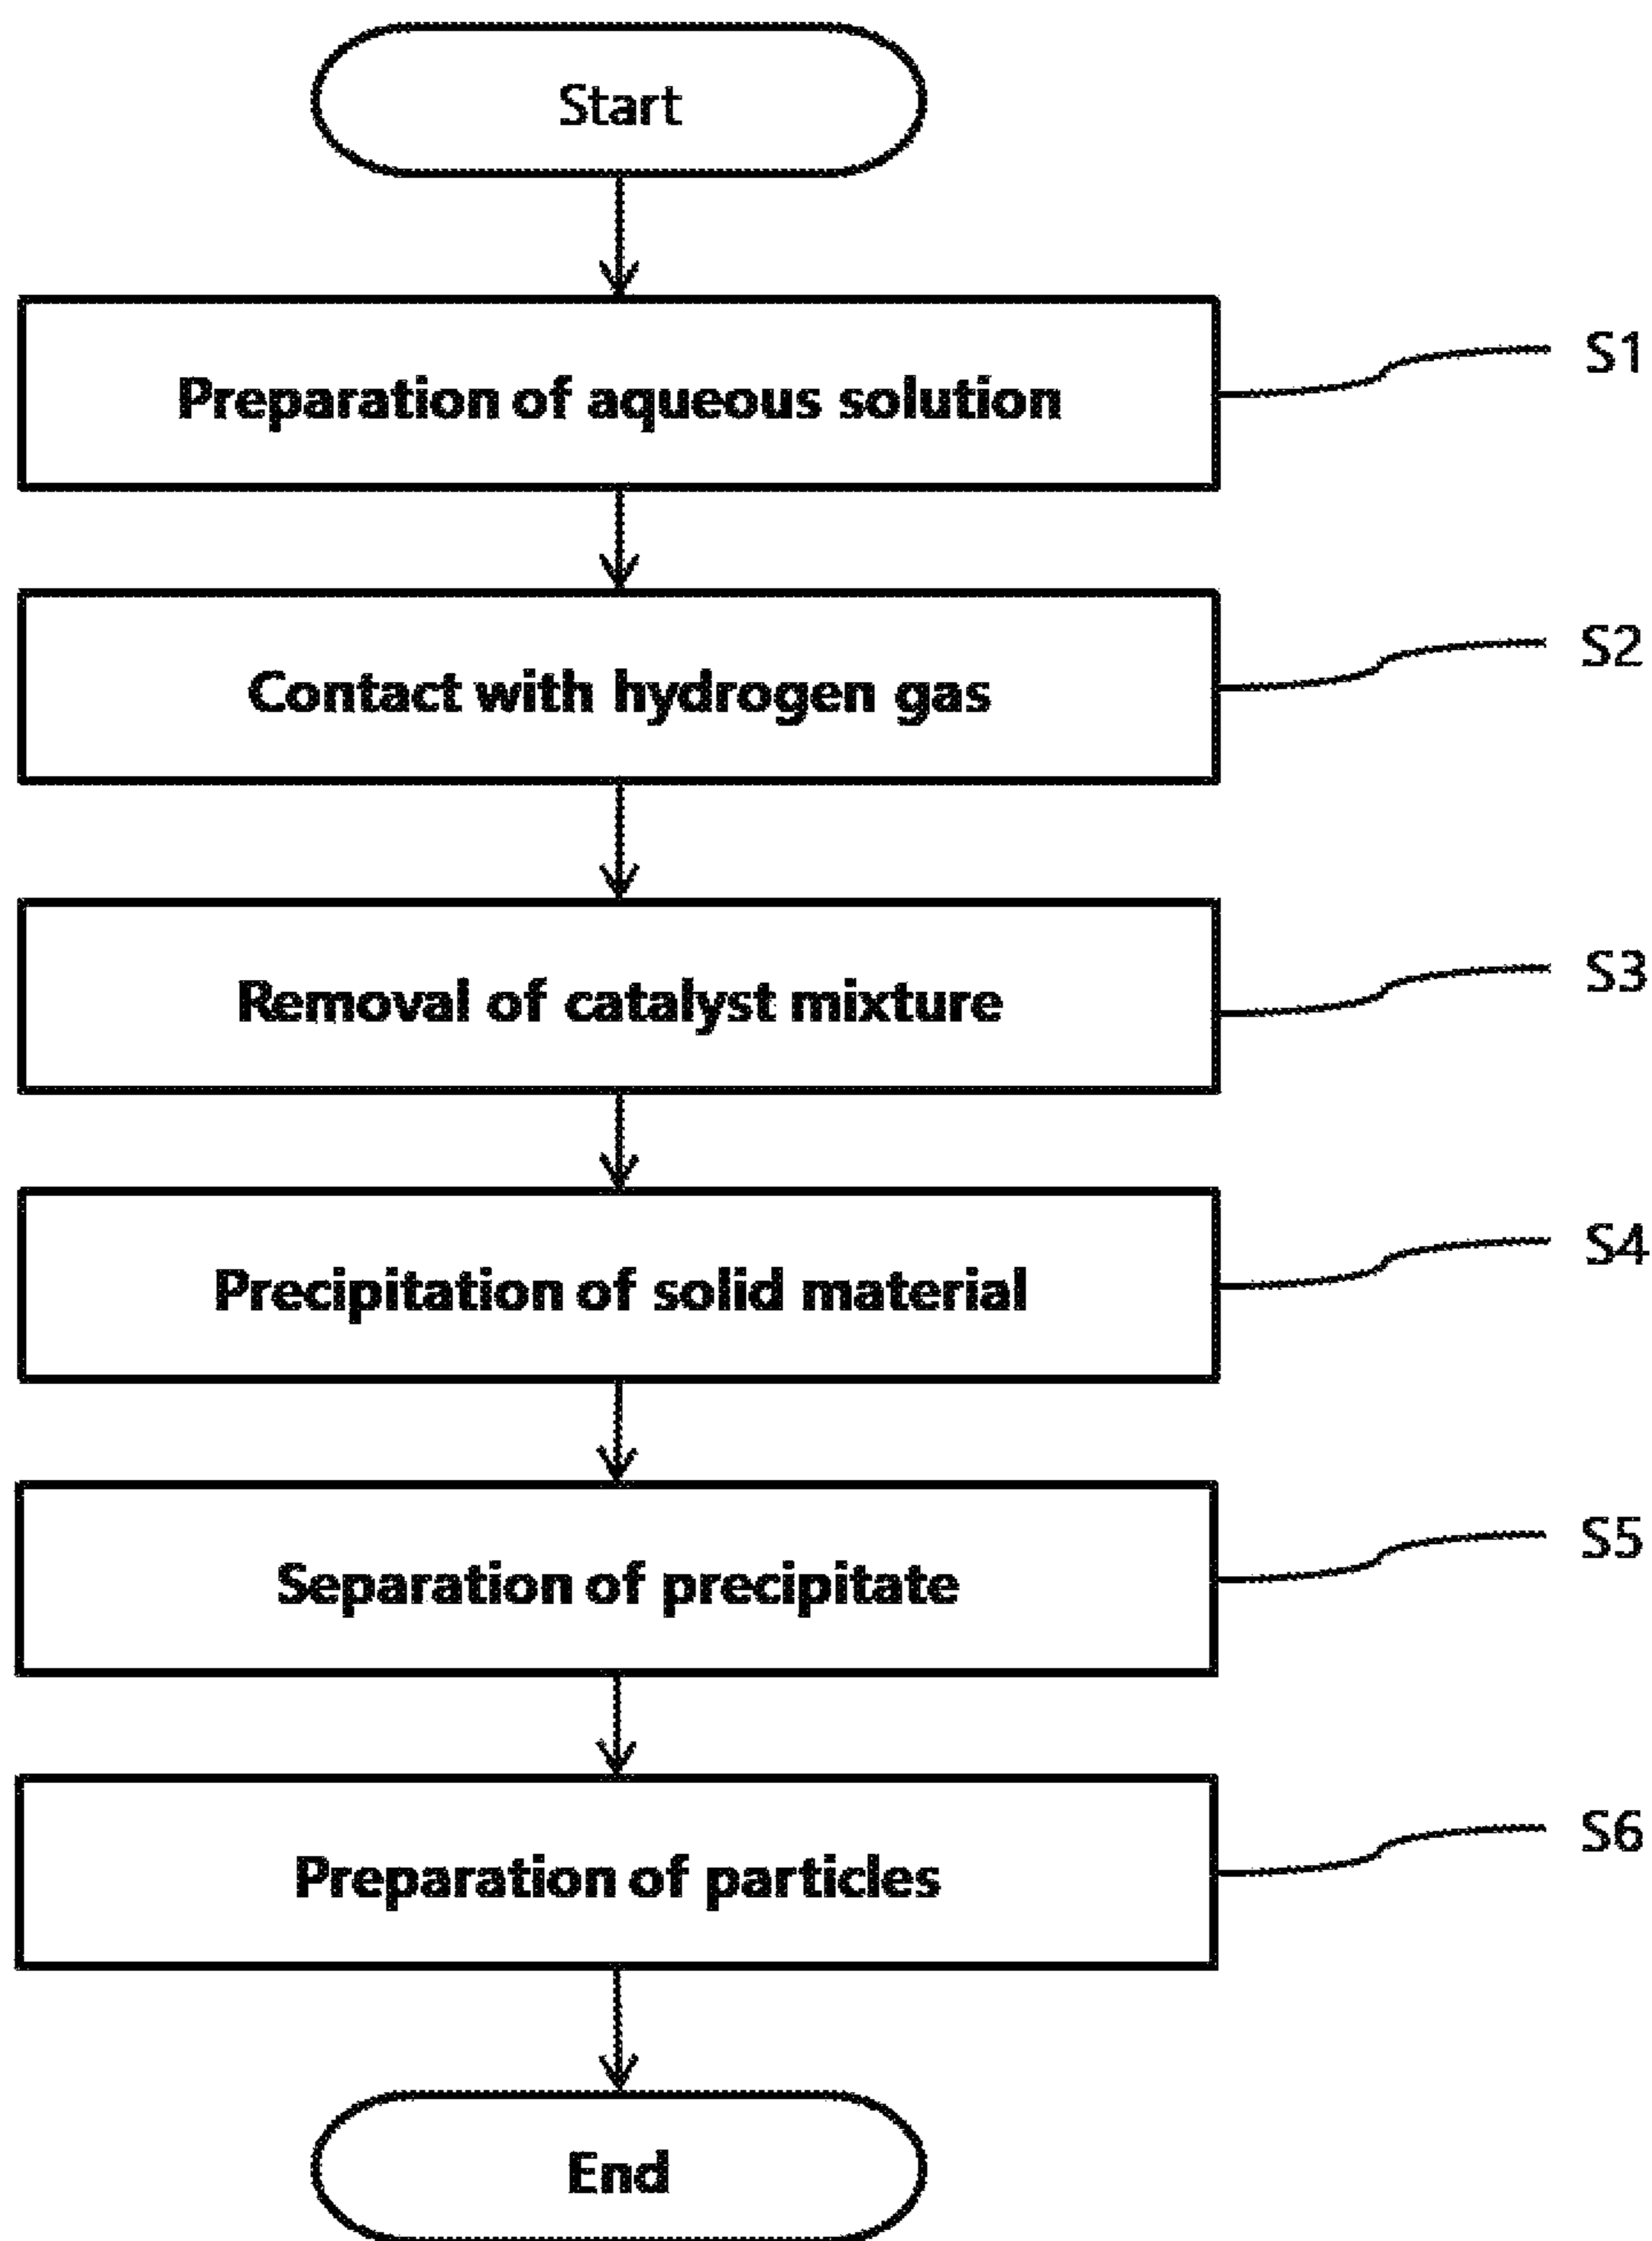 Start
Preparation of aqueous solution
S1
Contact with hydrogen gas
S2
Removal of catalyst mixture
S3
Precipitation of solid material
S4
Separation of precipitate
S5
Preparation of particles
S6
End